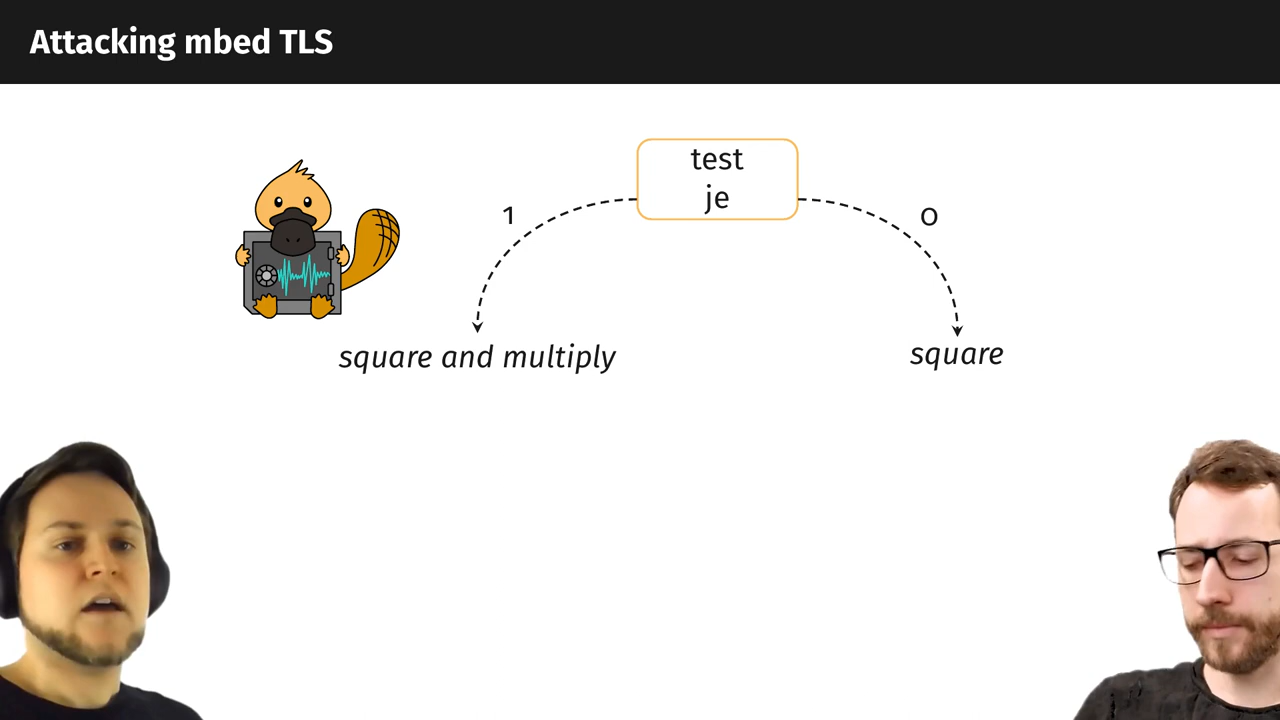 Attacking mbed TLS
test
je
1
0
square and multiply
square